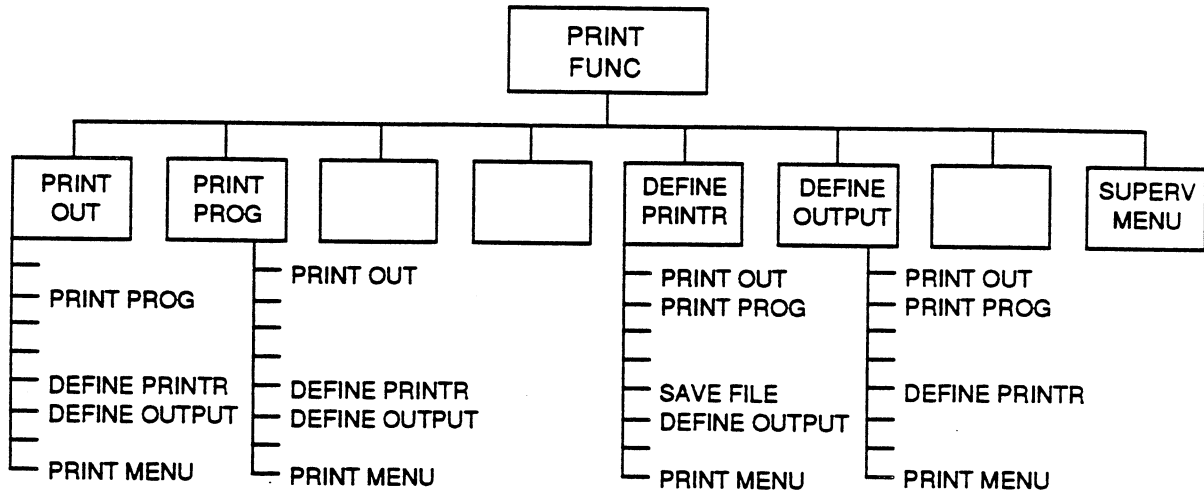 PRINT
FUNC
PRINT
OUT
PRINT
PROG
DEFINE
PRINTR
DEFINE
OUTPUT
SUPERV
MENU
PRINT PROG
DEFINE PRINTR
DEFINE OUTPUT
PRINT MENU
PRINT OUT
DEFINE PRINTR
DEFINE OUTPUT
PRINT MENU
PRINT OUT
PRINT PROG
SAVE FILE
DEFINE OUTPUT
PRINT MENU
PRINT OUT
PRINT PROG
DEFINE PRINTR
PRINT MENU